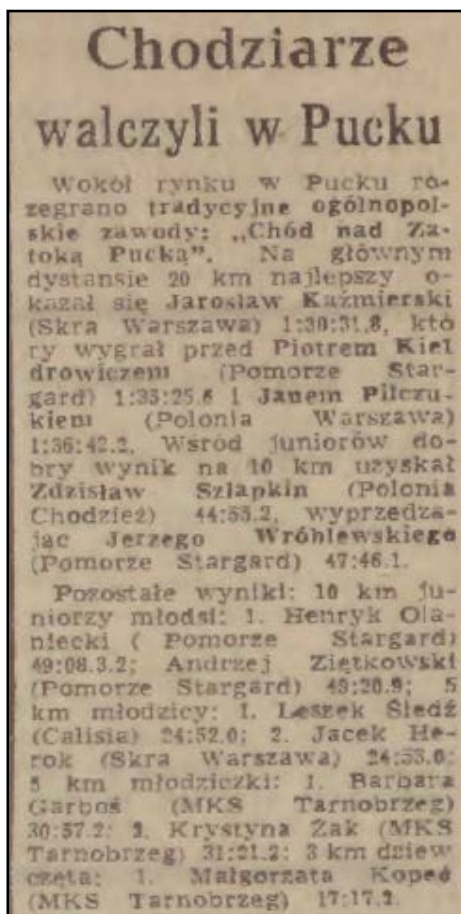 Chodziarze
walczyli w Pucku
Wokół rynku w Pucku ro-
zegrano tradycyjne ogólnopol-
skie zawody: „Chód nad Za-
toką Pucką”. Na głównym
dystansie 20 km najlepszy o-
kazał się Jarosław Kaźmierski
(Skra Warszawa) 1:30:31.8, któ
ry wygrał przed Piotrem Kieł
drowiczem (Pomorze Star-
gard) 1:35:25.6 i Janem Pilczu-
kiem (Polonia Warszawa)
1:36:42.2. Wśród juniorów do-
bry wynik na 10 km uzyskał
Zdzisław Szlapkin (Polonia
Chodzież) 44:53.2, wyprzedza-
jąc Jerzego Wróblewskiego
(Pomorze Stargard) 47:46.1.
Pozostałe wyniki: 10 km ju-
niorzy młodsi: 1. Henryk Ola-
niecki ( Pomorze Stargard)
49:08.3.2; Andrzej Ziętkowski
(Pomorze Stargard) 49:20.9; 5
km młodzicy: 1. Leszek Śledź
(Calisia) 24:52.0; 2. Jacek He-
rok (Skra Warszawa) 24:53.0;
5 km młodziczki: 1. Barbara
Garboś (MKS Tarnobrzeg)
30:57.2; 2. Krystyna Żak (MKS
Tarnobrzeg) 31:21.2; 3 km dziew
częta: 1. Małgorzata Kopeć
(MKS Tarnobrzeg) 17:17.2.